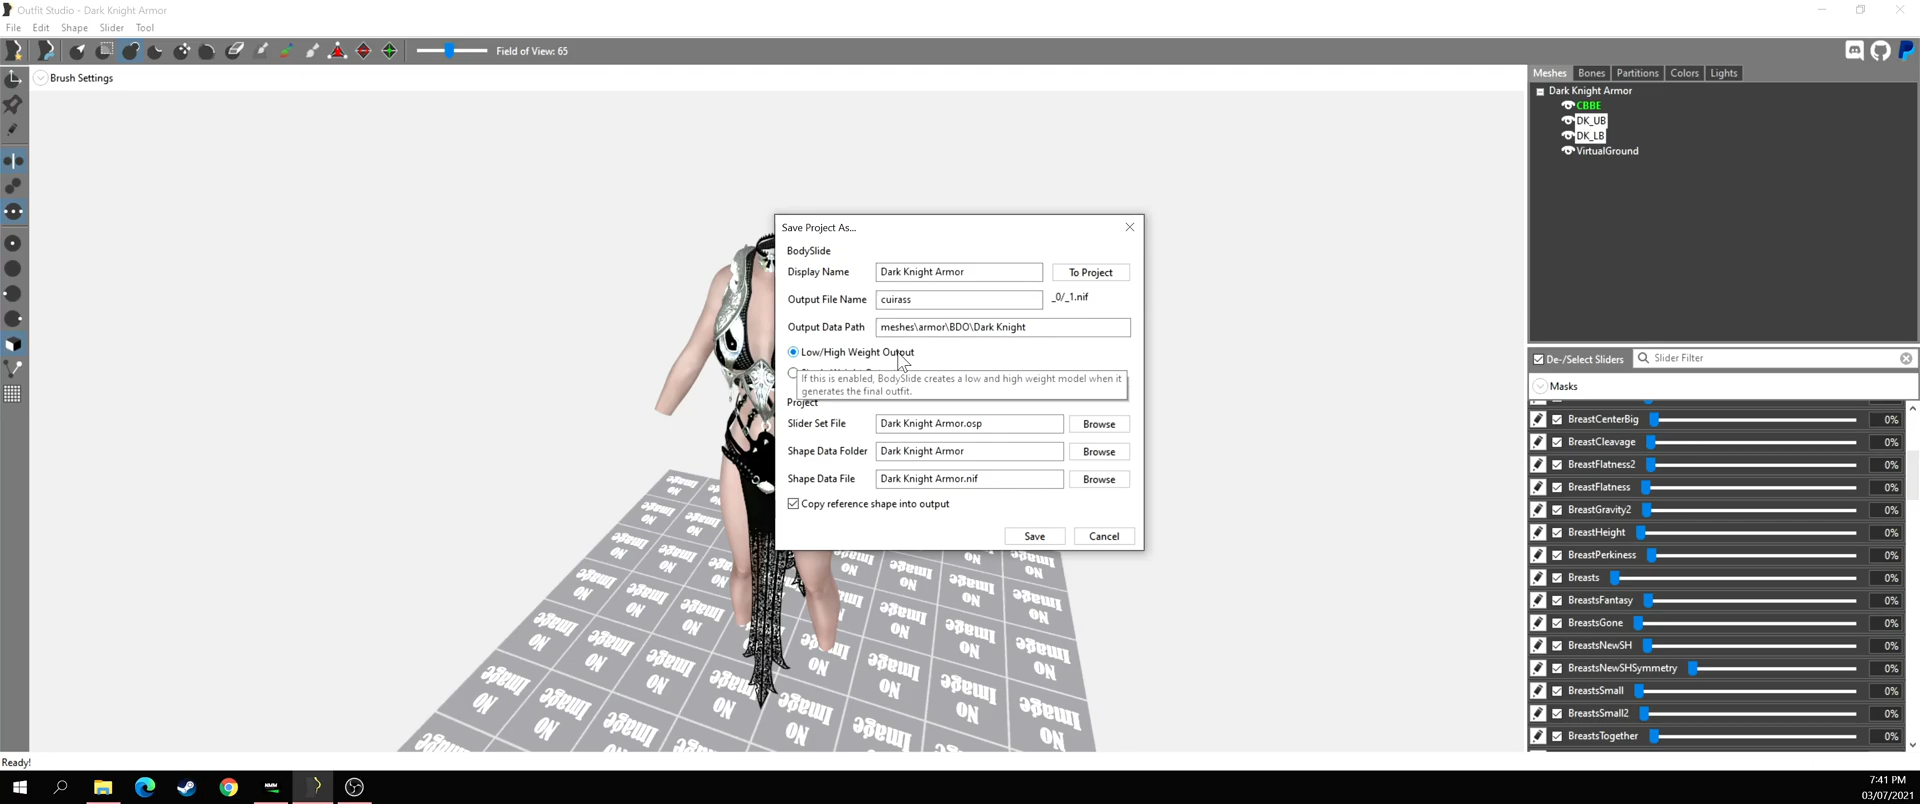 Outfit Studio - Dark Knight Armor
File Edit Shape Slider Tool
Field of View: 65
Brush Settings
Meshes Bones Partitions Colors Lights
Dark Knight Armor
CBBE
DK_UB
DK_LB
VirtualGround
Save Project As...
BodySlide
Display Name Dark Knight Armor To Project
Output File Name cuirass _0/_1.nif
Output Data Path meshes\armor\BDO\Dark Knight
Low/High Weight Output
If this is enabled, BodySlide creates a low and high weight model when it
generates the final outfit.
Project
Slider Set File Dark Knight Armor.osp Browse
Shape Data Folder Dark Knight Armor Browse
Shape Data File Dark Knight Armor.nif Browse
Copy reference shape into output
Save Cancel
De-/Select Sliders Slider Filter
Masks
BreastCenterBig 0%
BreastCleavage 0%
BreastFlatness2 0%
BreastFlatness 0%
BreastGravity2 0%
BreastHeight 0%
BreastPerkiness 0%
Breasts 0%
BreastsFantasy 0%
BreastsGone 0%
BreastsNewSH 0%
BreastsNewSHSymmetry 0%
BreastsSmall 0%
BreastsSmall2 0%
BreastsTogether 0%
No Image
Ready!
7:41 PM
03/07/2021